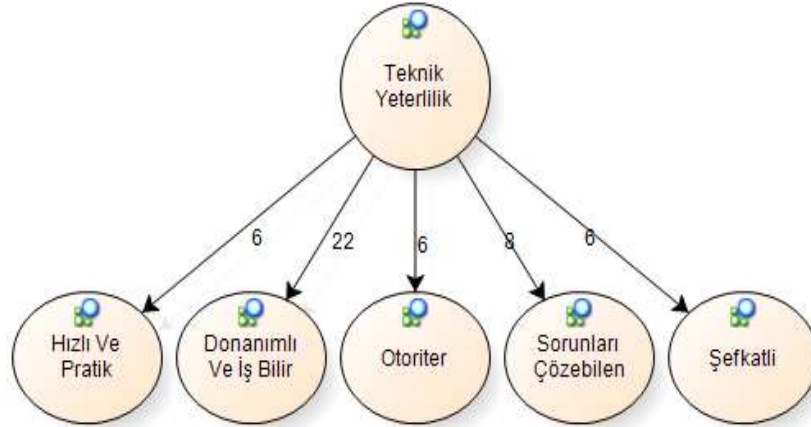 Teknik
Yeterlilik
6
22
6
8
6
Hızlı Ve
Pratik
Donanımlı
Ve İş Bilir
Otoriter
Sorunları
Çözebilen
Şefkatli